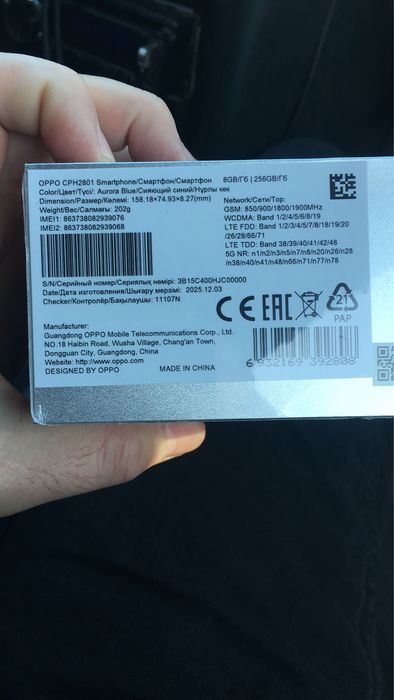 OPPO CPH2801 Smartphone/Смартфон/Смартфон 8GB/Гб | 256GB/Гб
Color/Цвет/Түсі/: Aurora Blue/Сияющий синий/Нұрлы көк
Dimension/Размер/Көлемі: 158.18×74.93×8.27(mm)
Weight/Вес/Салмағы: 202g
IMEI1: 863738082939076
IMEI2: 863738082939068
Network/Сети/Тор:
GSM: 850/900/1800/1900MHz
WCDMA: Band 1/2/4/5/6/8/19
LTE FDD: Band 1/2/3/4/5/7/8/18/19/20
/26/28/66/71
LTE TDD: Band 38/39/40/41/42/48
5G NR: n1/n2/n3/n5/n7/n8/n20/n26/n28
/n38/n40/n41/n48/n66/n71/n77/n78
S/N/Серийный номер/Сериялық нөмірі: 3B15C400HJC00000
Date/Дата изготовления/Шығару мерзімі: 2025.12.03
Checker/Контролёр/Бақылаушы: 11107N
CE EAC
21
PAP
Manufacturer:
Guangdong OPPO Mobile Telecommunications Corp., Ltd.
NO.18 Haibin Road, Wusha Village, Chang'an Town,
Dongguan City, Guangdong, China
Website: http://www.oppo.com
DESIGNED BY OPPO MADE IN CHINA
6 932169 392808